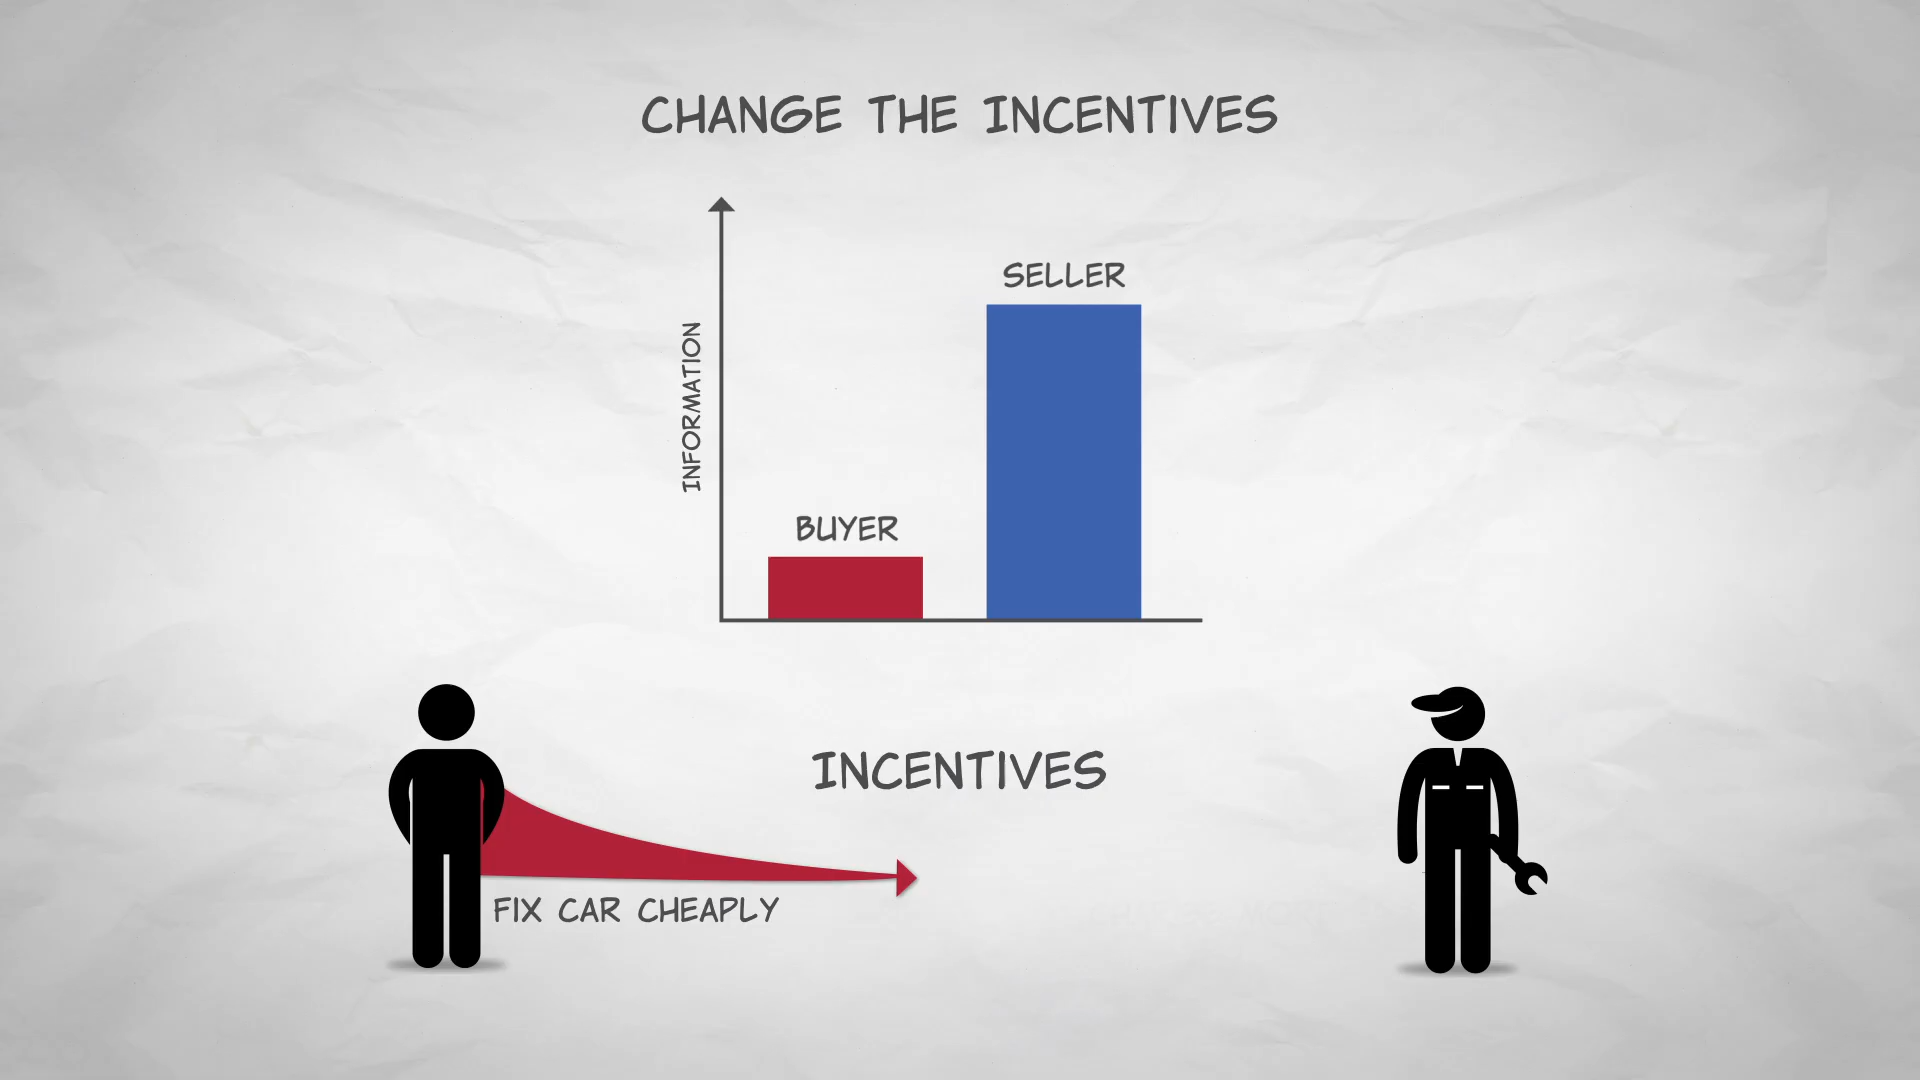 CHANGE THE INCENTIVES
INFORMATION
SELLER
BUYER
INCENTIVES
FIX CAR CHEAPLY